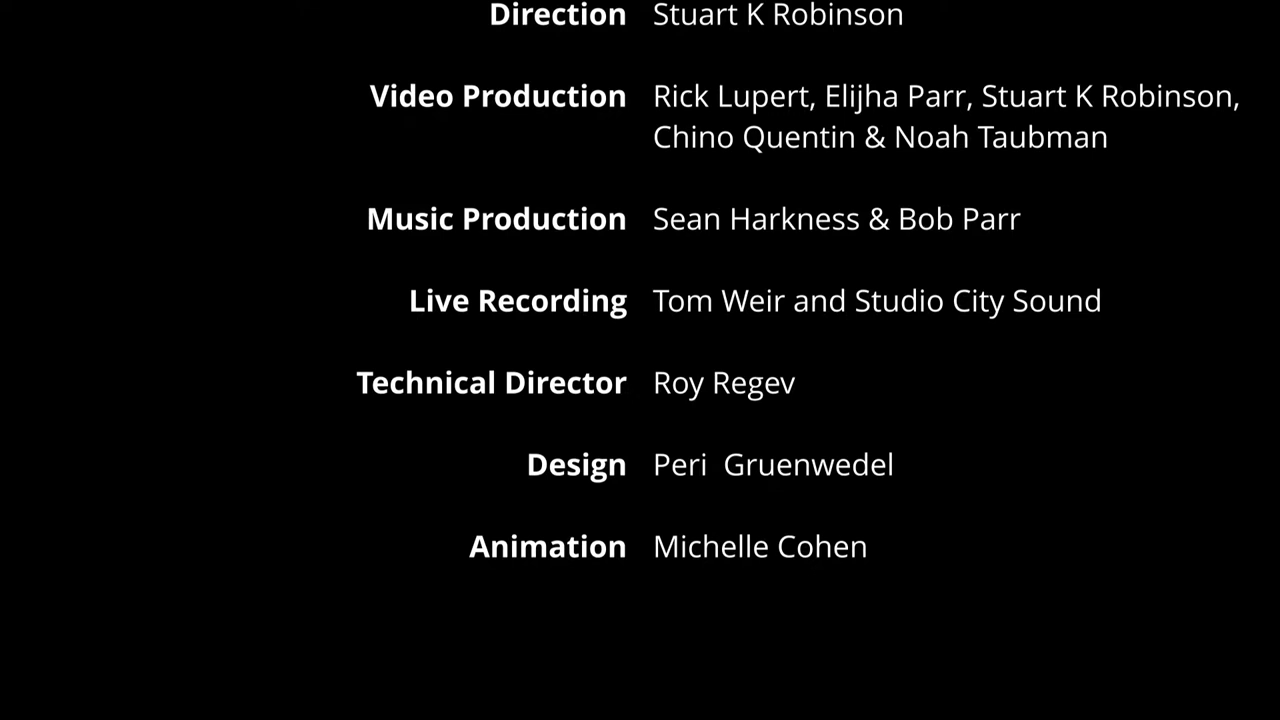 Direction Stuart K Robinson
Video Production Rick Lupert, Elijha Parr, Stuart K Robinson,
Chino Quentin & Noah Taubman
Music Production Sean Harkness & Bob Parr
Live Recording Tom Weir and Studio City Sound
Technical Director Roy Regev
Design Peri  Gruenwedel
Animation Michelle Cohen